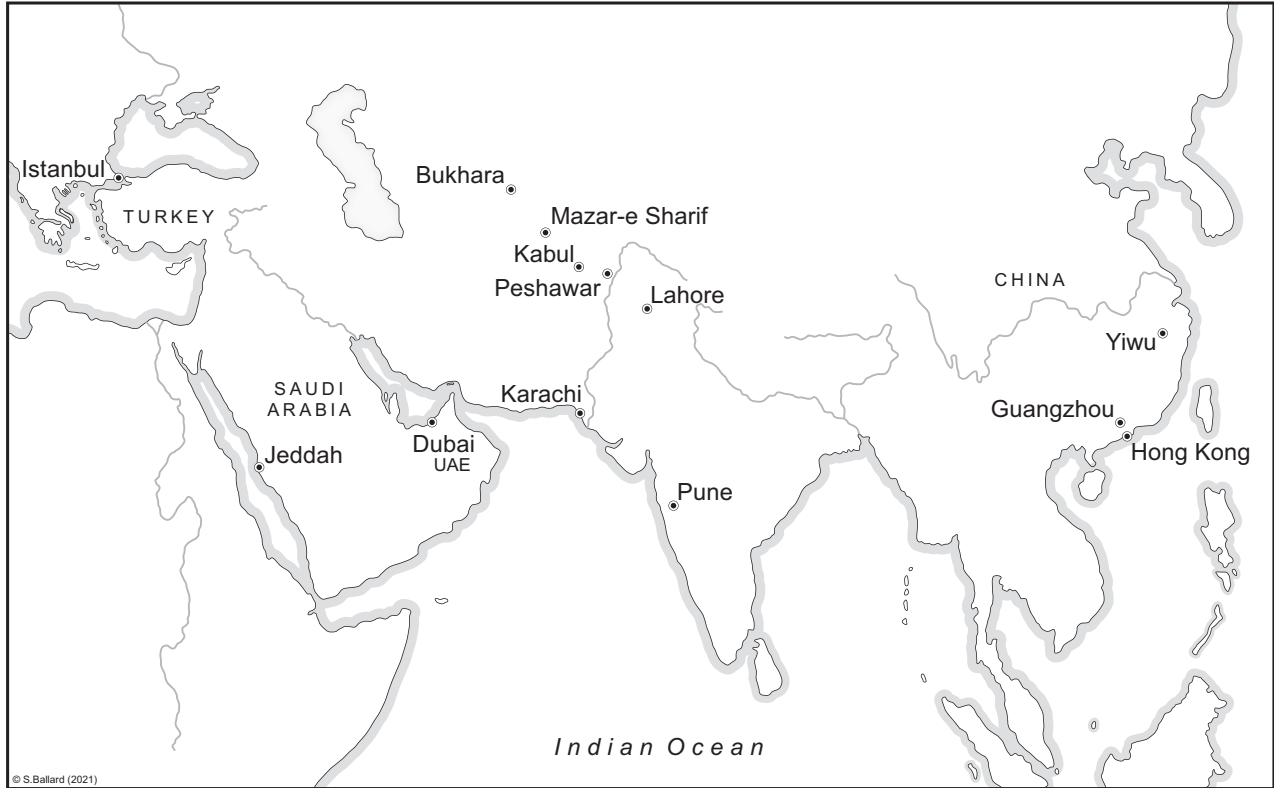 Istanbul
TURKEY
Bukhara
Mazar-e Sharif
Kabul
Peshawar
Lahore
CHINA
Yiwu
SAUDI
ARABIA
Karachi
Guangzhou
Dubai
UAE
Jeddah
Hong Kong
Pune
Indian Ocean
© S.Ballard (2021)